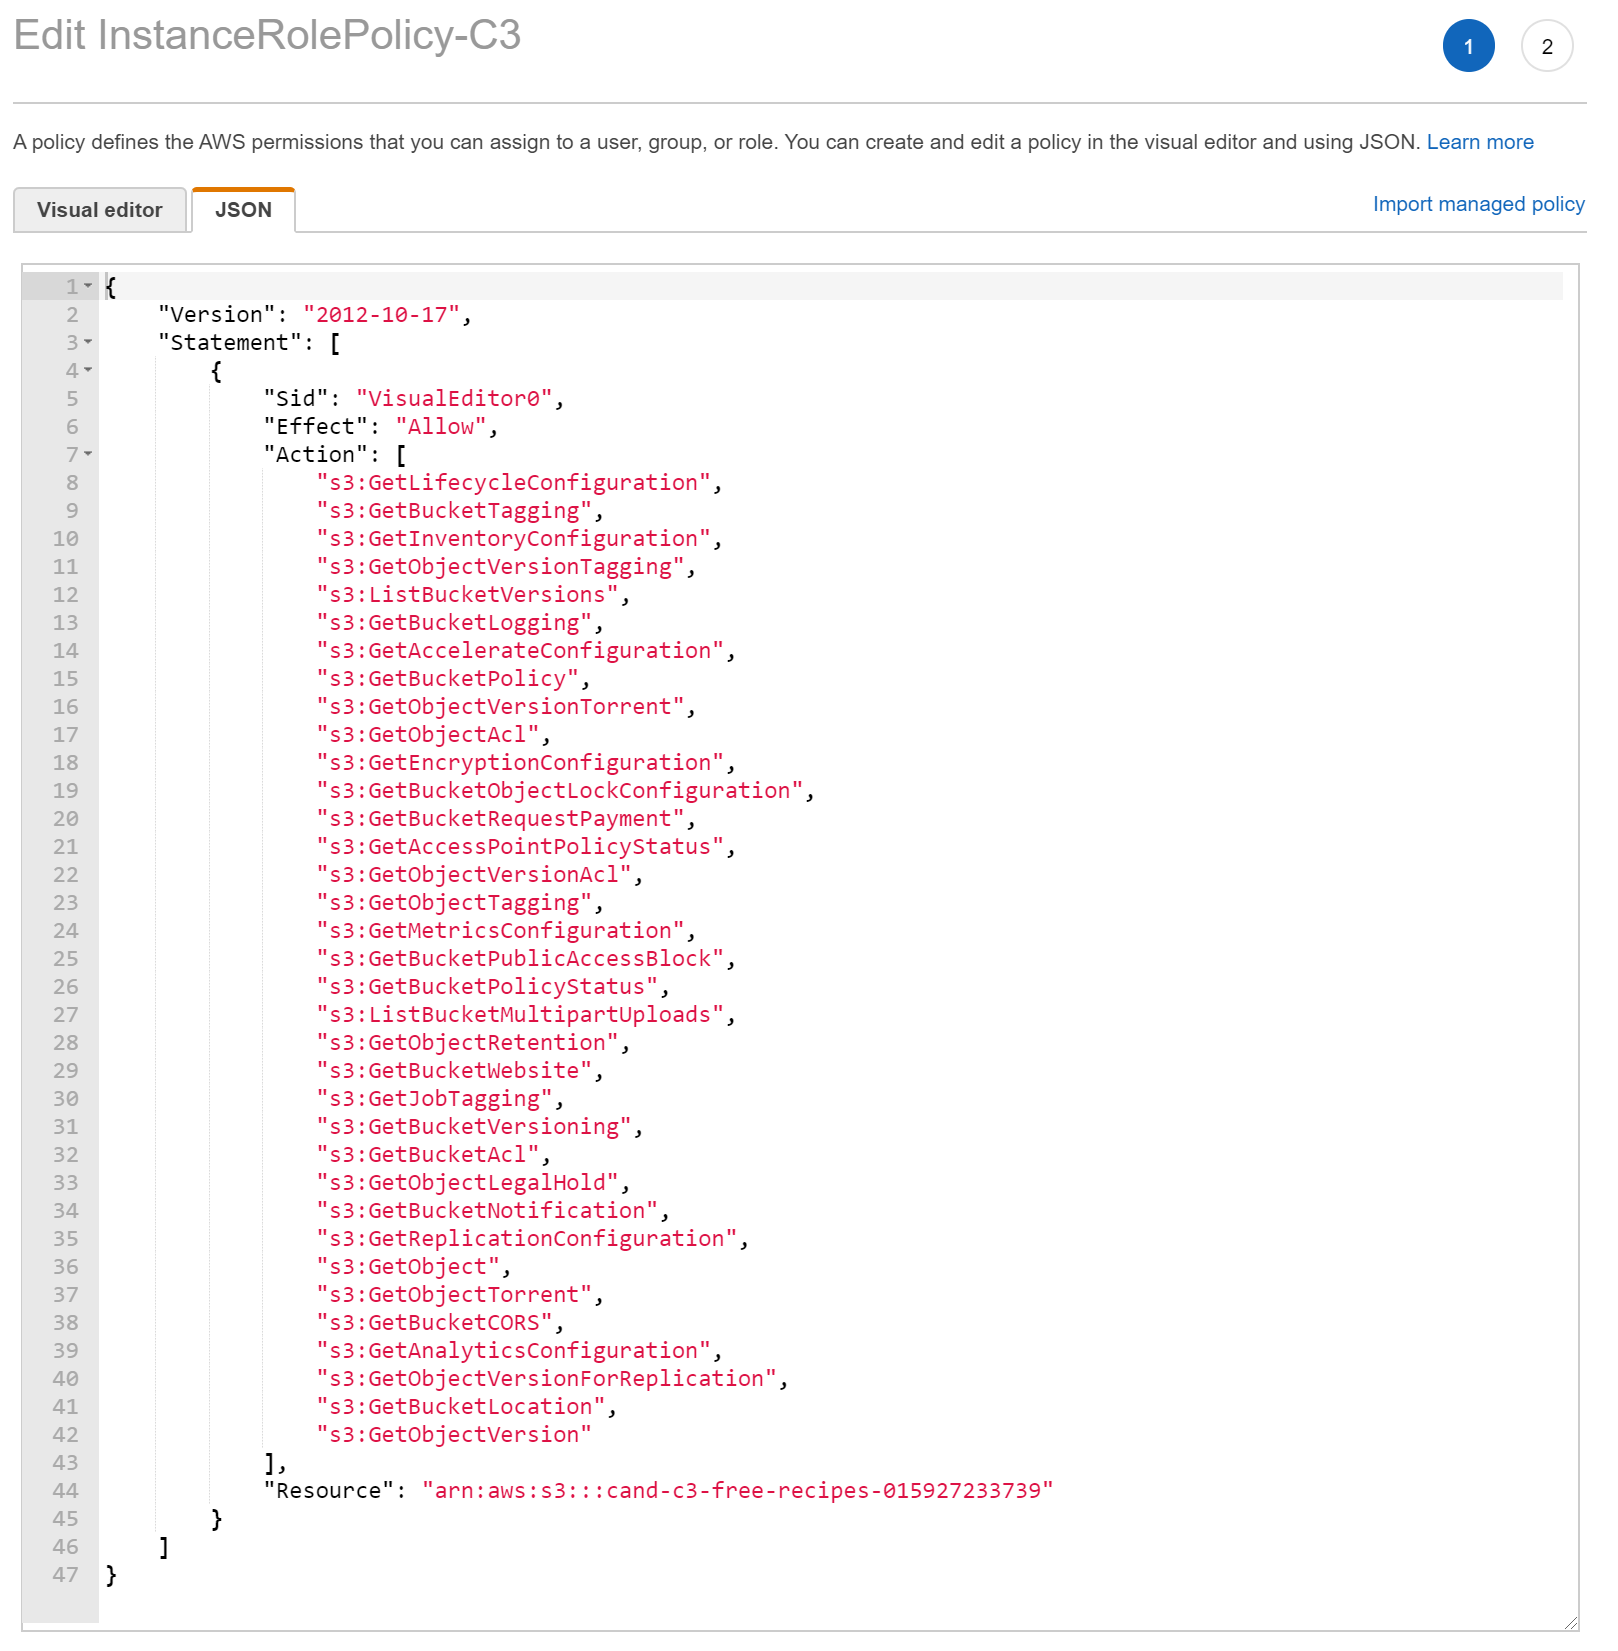 Edit InstanceRolePolicy-C3
1 2
A policy defines the AWS permissions that you can assign to a user, group, or role. You can create and edit a policy in the visual editor and using JSON. Learn more
Visual editor JSON Import managed policy
1 {
2 "Version": "2012-10-17",
3 "Statement": [
4 {
5 "Sid": "VisualEditor0",
6 "Effect": "Allow",
7 "Action": [
8 "s3:GetLifecycleConfiguration",
9 "s3:GetBucketTagging",
10 "s3:GetInventoryConfiguration",
11 "s3:GetObjectVersionTagging",
12 "s3:ListBucketVersions",
13 "s3:GetBucketLogging",
14 "s3:GetAccelerateConfiguration",
15 "s3:GetBucketPolicy",
16 "s3:GetObjectVersionTorrent",
17 "s3:GetObjectAcl",
18 "s3:GetEncryptionConfiguration",
19 "s3:GetBucketObjectLockConfiguration",
20 "s3:GetBucketRequestPayment",
21 "s3:GetAccessPointPolicyStatus",
22 "s3:GetObjectVersionAcl",
23 "s3:GetObjectTagging",
24 "s3:GetMetricsConfiguration",
25 "s3:GetBucketPublicAccessBlock",
26 "s3:GetBucketPolicyStatus",
27 "s3:ListBucketMultipartUploads",
28 "s3:GetObjectRetention",
29 "s3:GetBucketWebsite",
30 "s3:GetJobTagging",
31 "s3:GetBucketVersioning",
32 "s3:GetBucketAcl",
33 "s3:GetObjectLegalHold",
34 "s3:GetBucketNotification",
35 "s3:GetReplicationConfiguration",
36 "s3:GetObject",
37 "s3:GetObjectTorrent",
38 "s3:GetBucketCORS",
39 "s3:GetAnalyticsConfiguration",
40 "s3:GetObjectVersionForReplication",
41 "s3:GetBucketLocation",
42 "s3:GetObjectVersion"
43 ],
44 "Resource": "arn:aws:s3:::cand-c3-free-recipes-015927233739"
45 }
46 ]
47 }